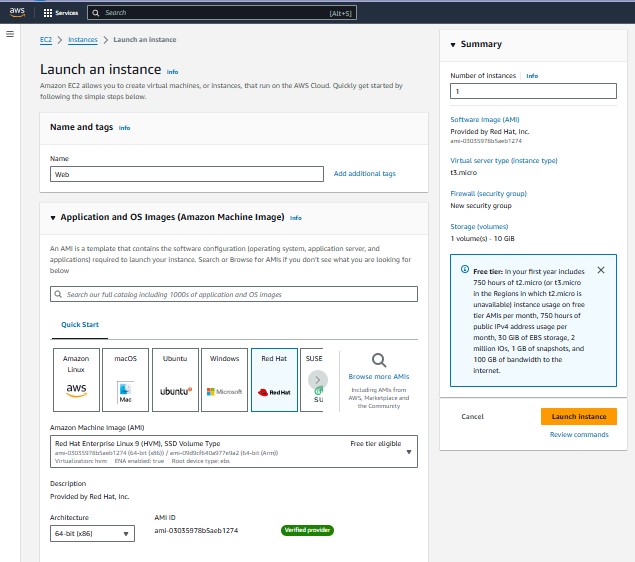 aws
Services
Search
[Alt+S]
EC2 > Instances > Launch an instance
Launch an instance Info
Amazon EC2 allows you to create virtual machines, or instances, that run on the AWS Cloud. Quickly get started by
following the simple steps below.
Name and tags Info
Name
Web
Add additional tags
Application and OS Images (Amazon Machine Image) Info
An AMI is a template that contains the software configuration (operating system, application server, and
applications) required to launch your instance. Search or Browse for AMIs if you don't see what you are looking for
below
Search our full catalog including 1000s of application and OS images
Quick Start
Amazon
Linux
aws
macOS
Mac
Ubuntu
ubuntu
Windows
Microsoft
Red Hat
Red Hat
SUSE
SU
Browse more AMIs
Including AMIs from
AWS, Marketplace and
the Community
Amazon Machine Image (AMI)
Red Hat Enterprise Linux 9 (HVM), SSD Volume Type
Free tier eligible
ami-03035978b5aeb1274 (64-bit (x86)) / ami-09d9cf640a977e9a2 (64-bit (Arm))
Virtualization: hvm ENA enabled: true Root device type: ebs
Description
Provided by Red Hat, Inc.
Architecture
64-bit (x86)
AMI ID
ami-03035978b5aeb1274
Verified provider
Summary
Number of instances Info
1
Software Image (AMI)
Provided by Red Hat, Inc.
ami-03035978b5aeb1274
Virtual server type (instance type)
t3.micro
Firewall (security group)
New security group
Storage (volumes)
1 volume(s) - 10 GiB
Free tier: In your first year includes
750 hours of t2.micro (or t3.micro
in the Regions in which t2.micro is
unavailable) instance usage on free
tier AMIs per month, 750 hours of
public IPv4 address usage per
month, 30 GiB of EBS storage, 2
million IOs, 1 GB of snapshots, and
100 GB of bandwidth to the
internet.
Cancel
Launch instance
Review commands